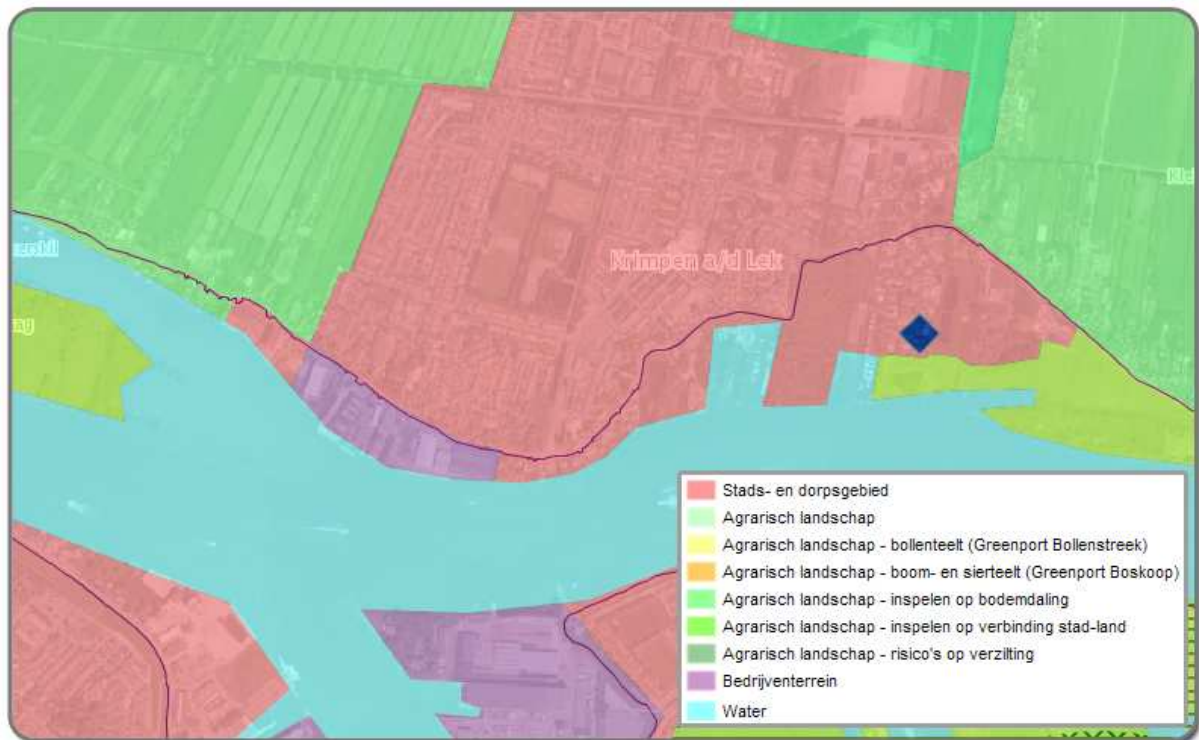 Krimpen a/d Lek
Stads- en dorpsgebied
Agrarisch landschap
Agrarisch landschap - bollenteelt (Greenport Bollenstreek)
Agrarisch landschap - boom- en sierteelt (Greenport Boskoop)
Agrarisch landschap - inspelen op bodemdaling
Agrarisch landschap - inspelen op verbinding stad-land
Agrarisch landschap - risico's op verzilting
Bedrijventerrein
Water